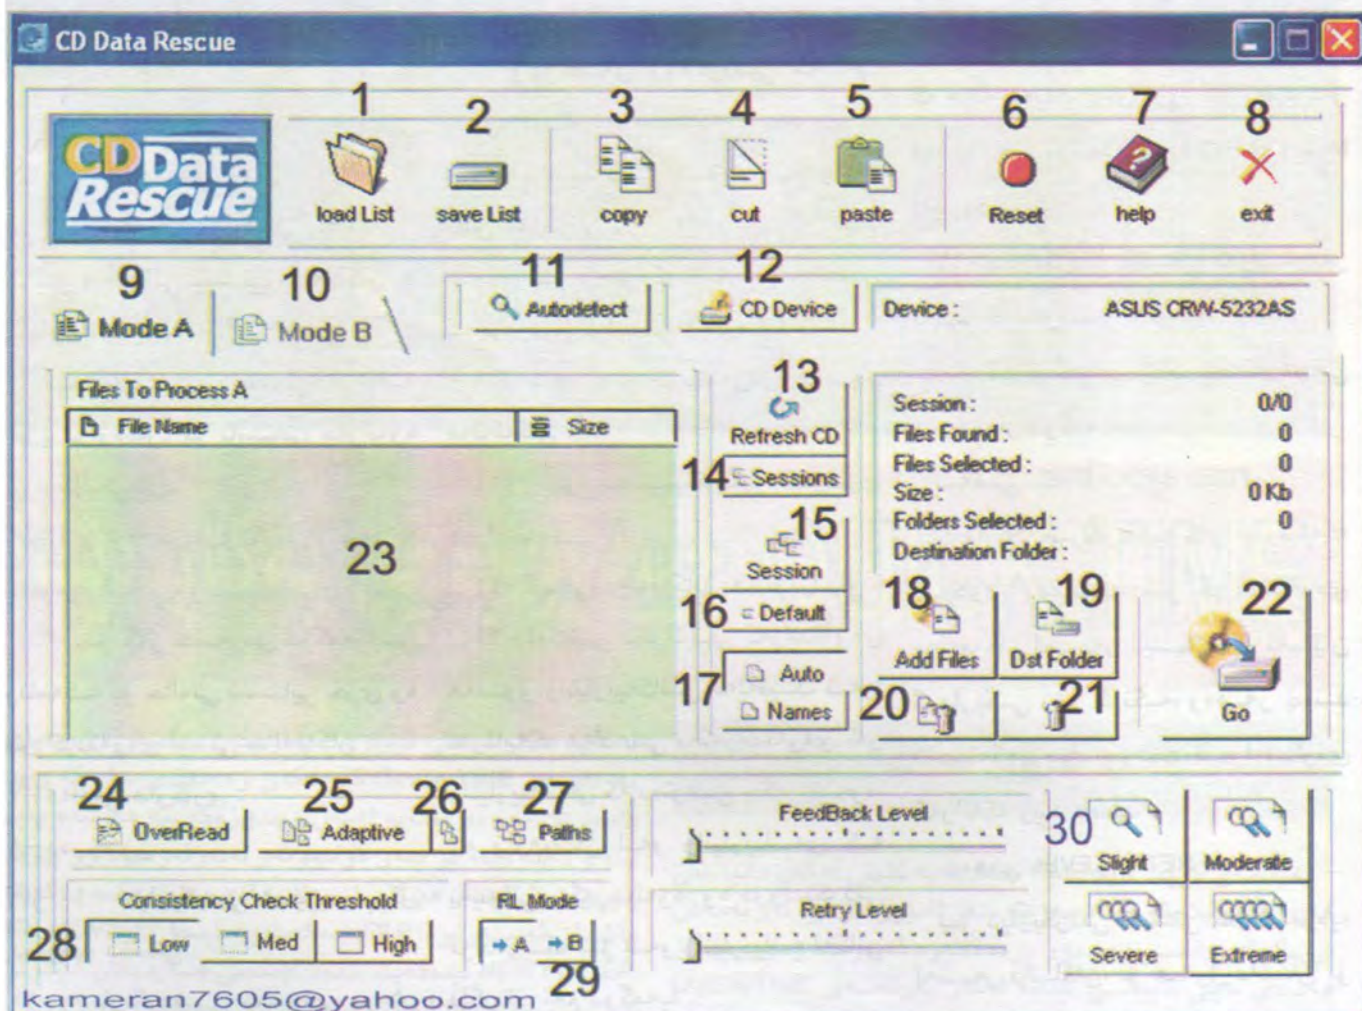 CD Data Rescue
1 2 3 4 5 6 7 8
CD Data
Rescue
load List save List copy cut paste Reset help exit
9 10 11 12
Mode A Mode B Autodetect CD Device Device : ASUS CRW-5232AS
Files To Process A
File Name Size
23
13
Refresh CD
14 Sessions
15
Session
16 Default
17 Auto
Names
Session : 0/0
Files Found : 0
Files Selected : 0
Size : 0 Kb
Folders Selected : 0
Destination Folder :
18 19 22
Add Files Dst Folder
20 21 Go
24 25 26 27
OverRead Adaptive Paths
Consistency Check Threshold RL Mode
28 Low Med High A B
29
FeedBack Level
Retry Level
30
Slight Moderate
Severe Extreme
kameran7605@yahoo.com